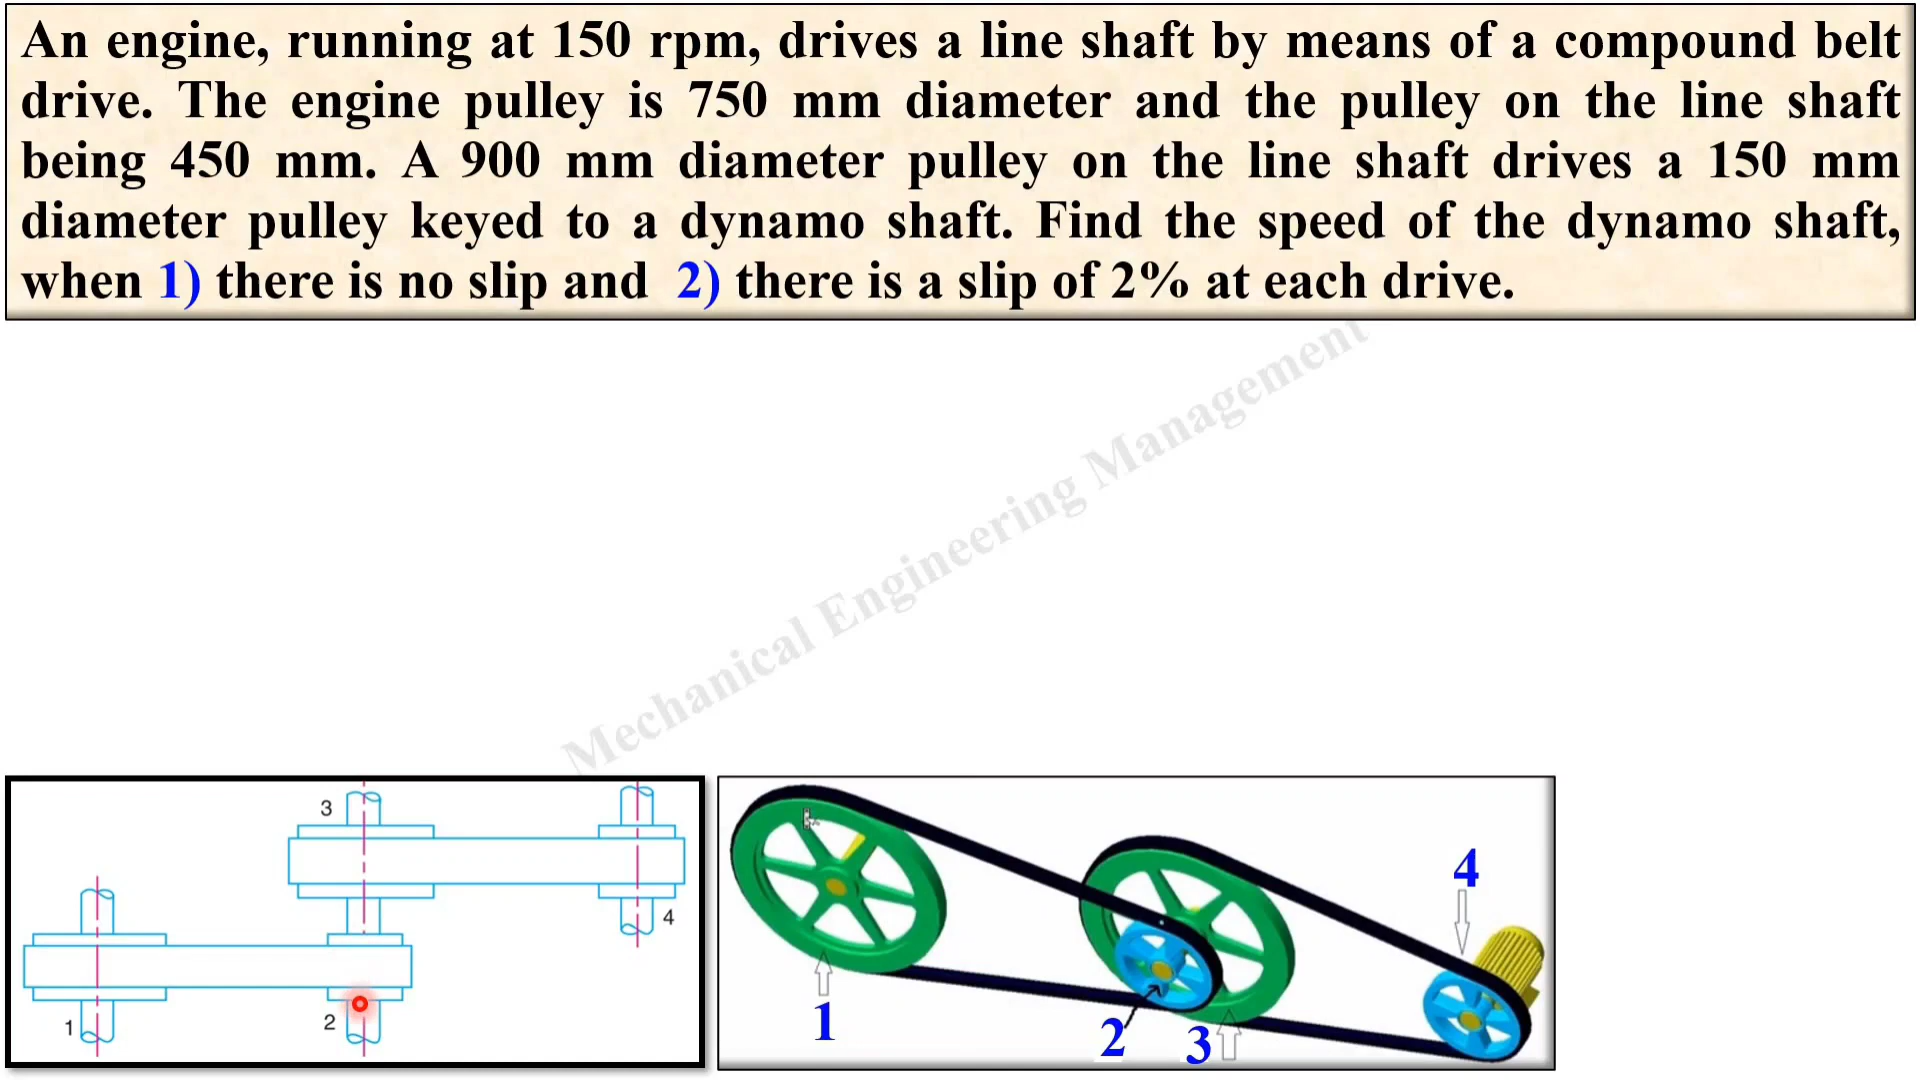 An engine, running at 150 rpm, drives a line shaft by means of a compound belt
drive. The engine pulley is 750 mm diameter and the pulley on the line shaft
being 450 mm. A 900 mm diameter pulley on the line shaft drives a 150 mm
diameter pulley keyed to a dynamo shaft. Find the speed of the dynamo shaft,
when 1) there is no slip and 2) there is a slip of 2% at each drive.
Mechanical Engineering Management
3
4
1
2
4
1
2
3